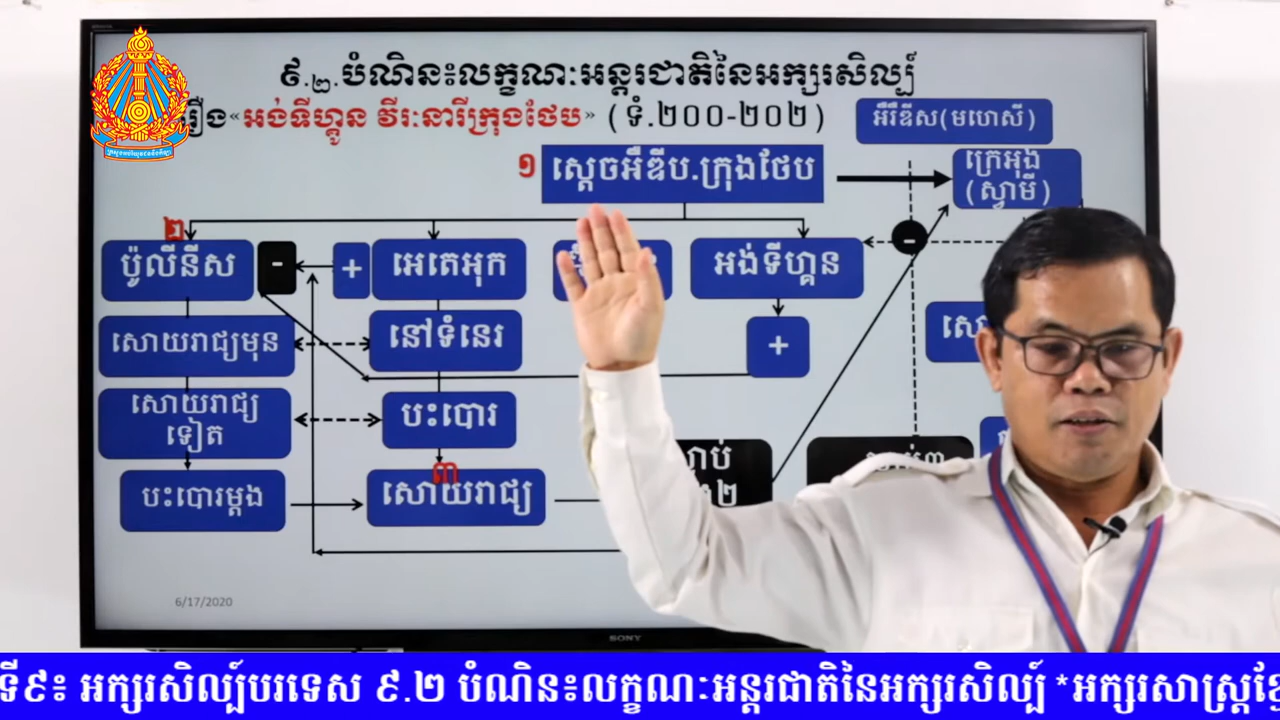 ៩.២.បំណិន៖លក្ខណៈអន្តរជាតិនៃអក្សរសិល្ប៍
រឿង«អង់ទីហ្គូន វីរៈនារីក្រុងថែប» (ទំ.២០០-២០២)
អឺរីឌីស(មហេសី)
១ ស្តេចអឺឌីប.ក្រុងថែប
ក្រេអុង
(ស្វាមី)
២
ប៉ូលីនីស - + អេតេអុក
អង់ទីហ្គូន -
សោយរាជ្យមុន នៅទំនេរ +
សោយរាជ្យ
ទៀត
បះបោរ
៣
បះបោរម្តង សោយរាជ្យ
6/17/2020
SONY
ទី៩៖ អក្សរសិល្ប៍បរទេស ៩.២ បំណិន៖លក្ខណៈអន្តរជាតិនៃអក្សរសិល្ប៍ *អក្សរសាស្ត្រខ្មែ